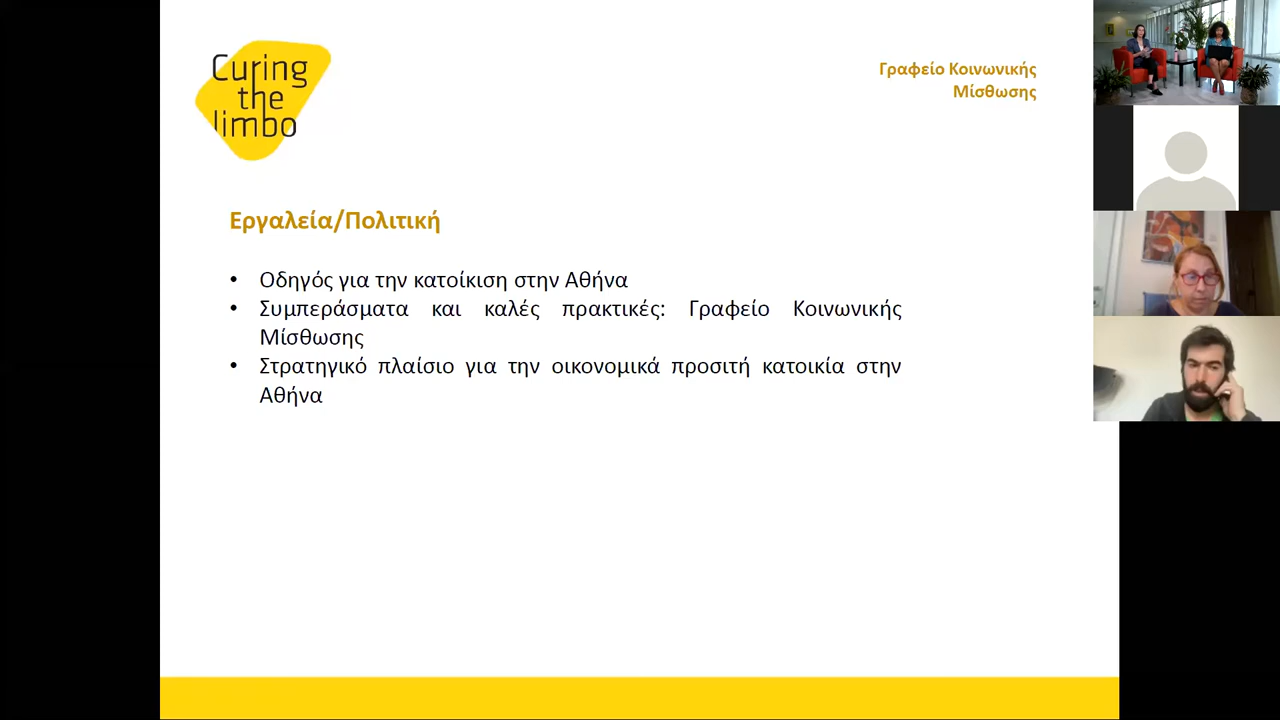 Curing
the
limbo
Γραφείο Κοινωνικής
Μίσθωσης
Εργαλεία/Πολιτική
• Οδηγός για την κατοίκιση στην Αθήνα
• Συμπεράσματα και καλές πρακτικές: Γραφείο Κοινωνικής
Μίσθωσης
• Στρατηγικό πλαίσιο για την οικονομικά προσιτή κατοικία στην
Αθήνα